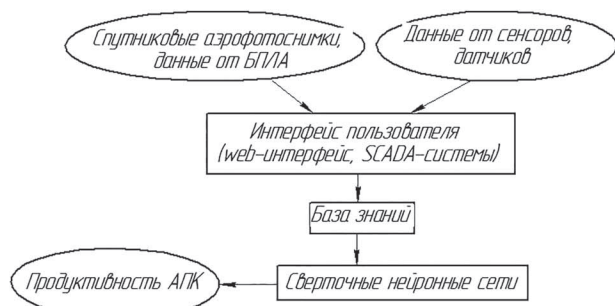 Спутниковые аэрофотоснимки,
данные от БПЛА
Данные от сенсоров,
датчиков
Интерфейс пользователя
(web-интерфейс, SCADA-системы)
База знаний
Продуктивность АПК
Сверточные нейронные сети